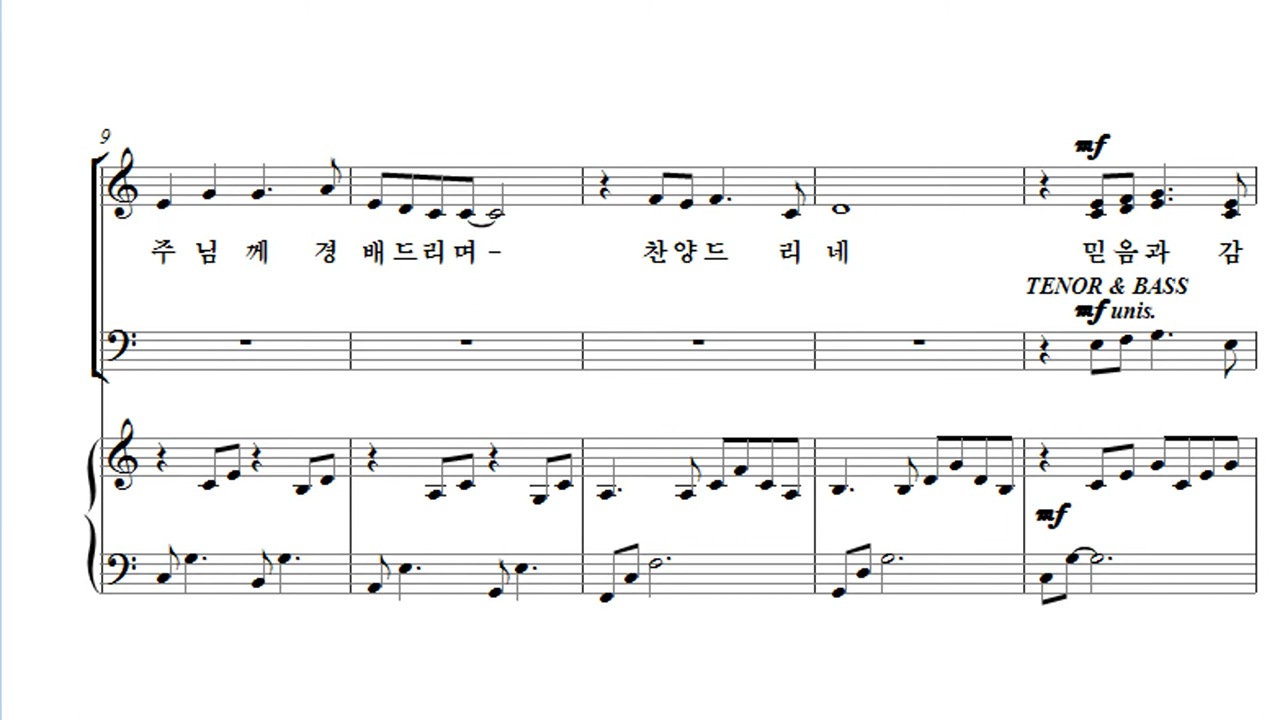 9
mf
주 님 께 경 배 드 리 며 - 찬 양 드 리 네 믿 음 과 감
TENOR & BASS
mf unis.
mf